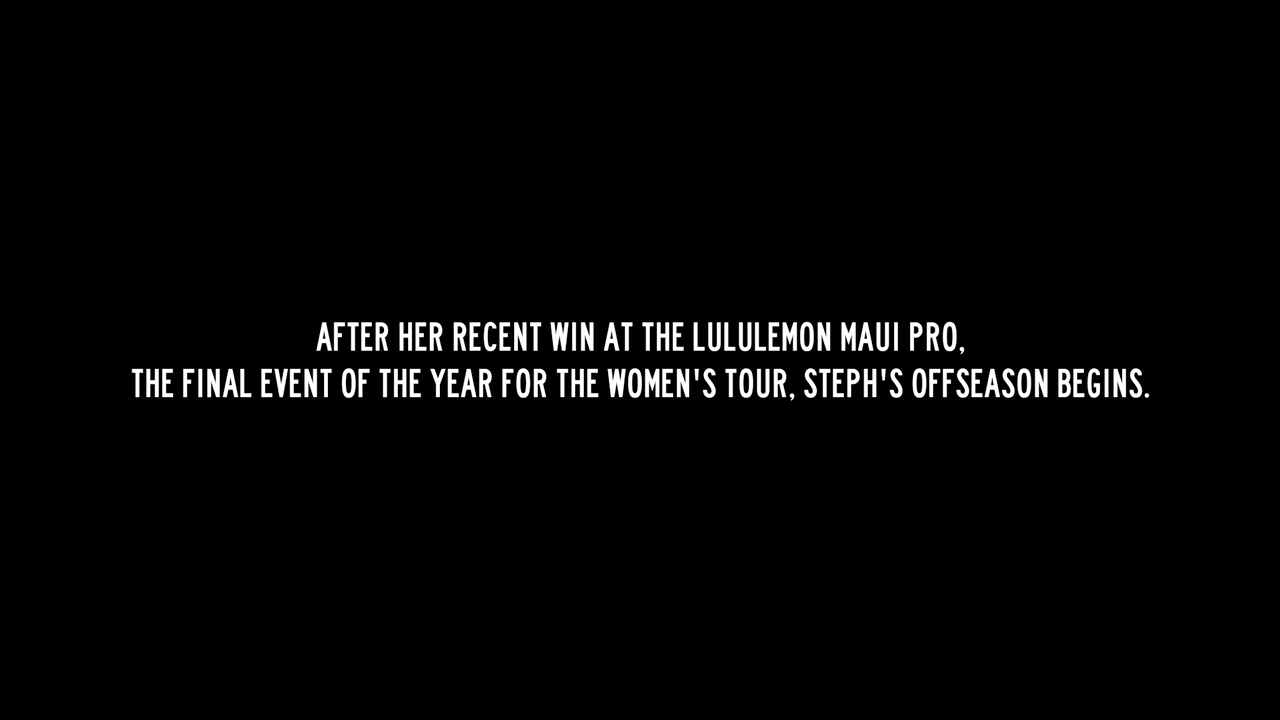 AFTER HER RECENT WIN AT THE LULULEMON MAUI PRO,
THE FINAL EVENT OF THE YEAR FOR THE WOMEN'S TOUR, STEPH'S OFFSEASON BEGINS.